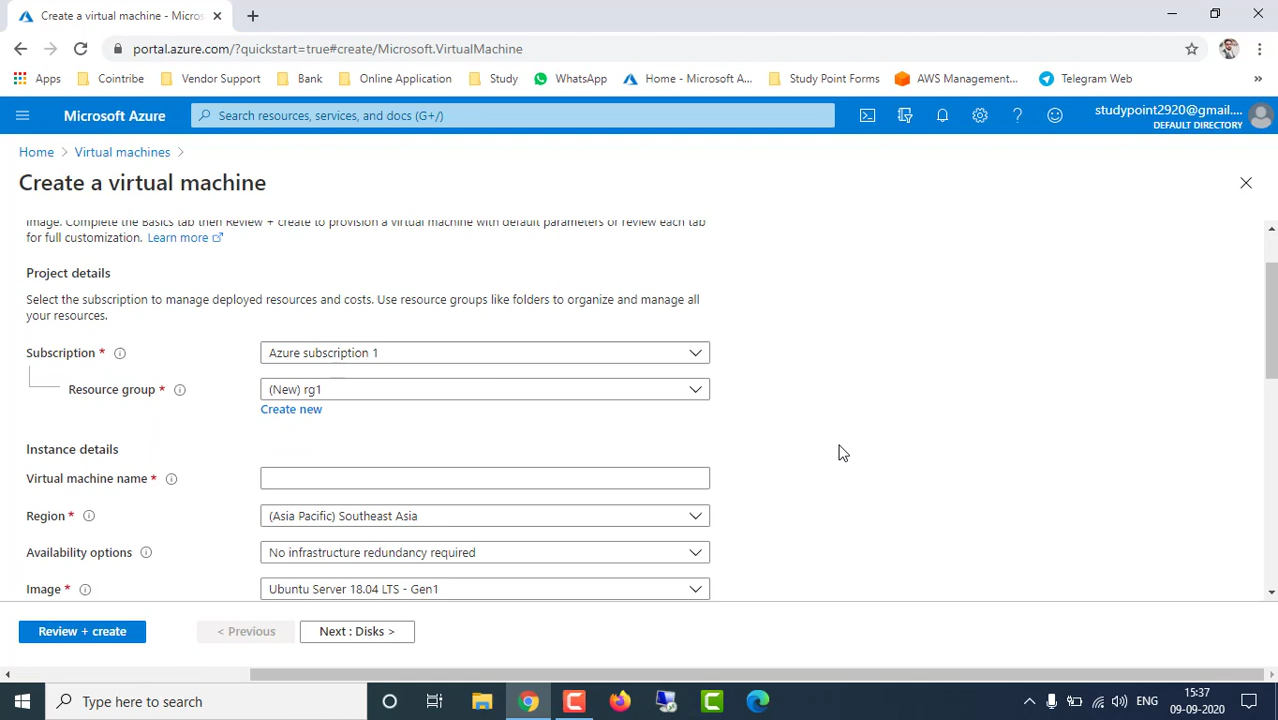 Create a virtual machine - Micros
portal.azure.com/?quickstart=true#create/Microsoft.VirtualMachine
Apps Cointribe Vendor Support Bank Online Application Study WhatsApp Home - Microsoft A... Study Point Forms AWS Management... Telegram Web »
Microsoft Azure
Search resources, services, and docs (G+/)
studypoint2920@gmail....
DEFAULT DIRECTORY
Home > Virtual machines >
Create a virtual machine
image. Complete the Basics tab then Review + create to provision a virtual machine with default parameters or review each tab
for full customization. Learn more
Project details
Select the subscription to manage deployed resources and costs. Use resource groups like folders to organize and manage all
your resources.
Subscription *
Azure subscription 1
Resource group *
(New) rg1
Create new
Instance details
Virtual machine name *
Region *
(Asia Pacific) Southeast Asia
Availability options
No infrastructure redundancy required
Image *
Ubuntu Server 18.04 LTS - Gen1
Review + create
< Previous
Next : Disks >
Type here to search
ENG
15:37
09-09-2020